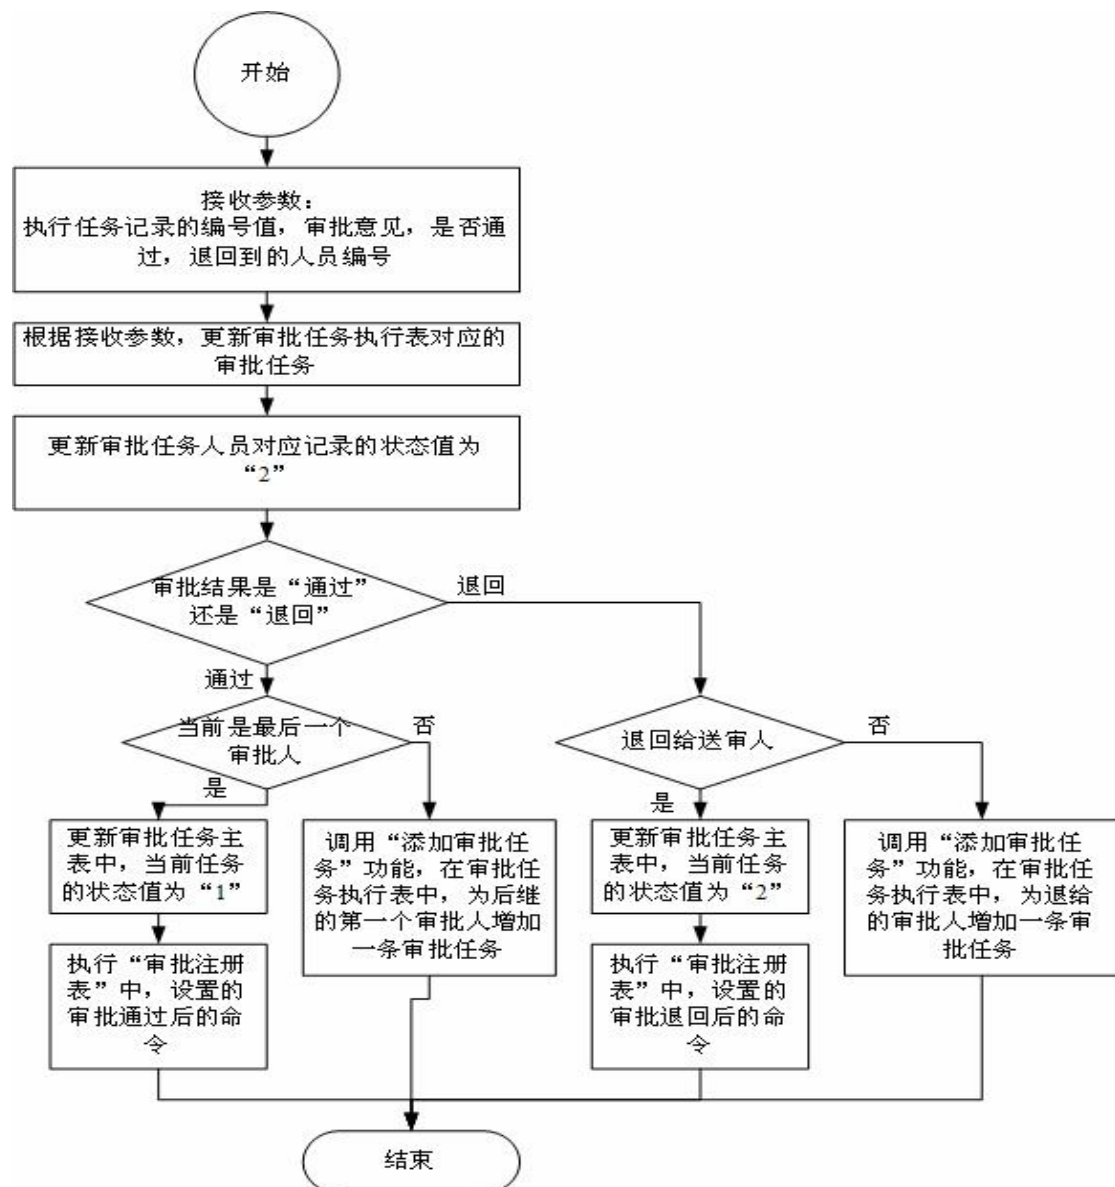 开始
接收参数：
执行任务记录的编号值，审批意见，是否通
过，退回到的人员编号
根据接收参数，更新审批任务执行表对应的
审批任务
更新审批任务人员对应记录的状态值为
“2”
审批结果是“通过”
还是“退回”
退回
通过
当前是最后一个
审批人
否
是
退回给送审人
否
是
更新审批任务主
表中，当前任务
的状态值为“1”
调用“添加审批任
务”功能，在审批任
务执行表中，为后继
的第一个审批人增加
一条审批任务
更新审批任务主
表中，当前任务
的状态值为“2”
调用“添加审批任
务”功能，在审批任
务执行表中，为退给
的审批人增加一条审
批任务
执行“审批注册
表”中，设置的
审批通过后的命
令
执行“审批注册
表”中，设置的
审批退回后的命
令
结束